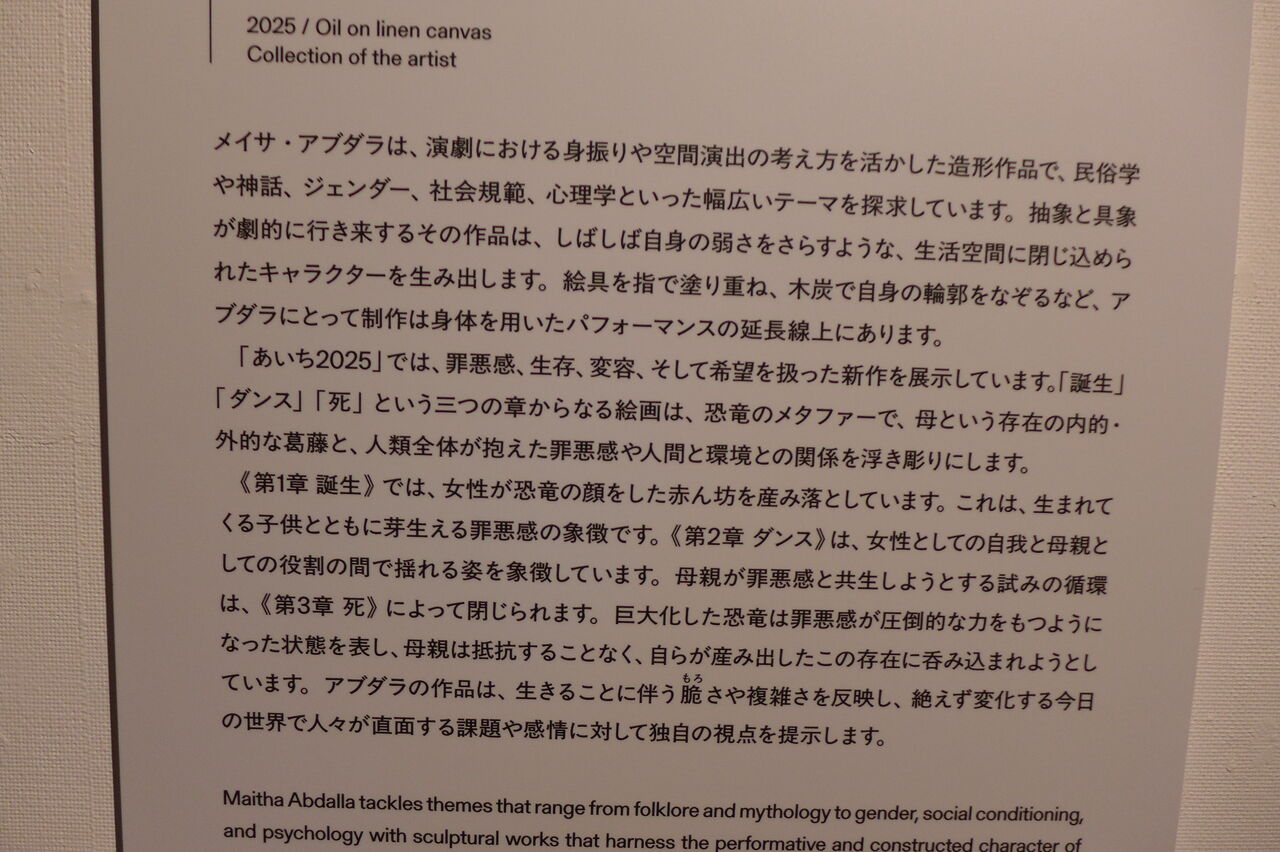 2025 / Oil on linen canvas
Collection of the artist
メイサ・アブダラは、演劇における身振りや空間演出の考え方を活かした造形作品で、民俗学
や神話、ジェンダー、社会規範、心理学といった幅広いテーマを探求しています。抽象と具象
が劇的に行き来するその作品は、しばしば自身の弱さをさらすような、生活空間に閉じ込めら
れたキャラクターを生み出します。絵具を指で塗り重ね、木炭で自身の輪郭をなぞるなど、ア
ブダラにとって制作は身体を用いたパフォーマンスの延長線上にあります。
「あいち2025」では、罪悪感、生存、変容、そして希望を扱った新作を展示しています。「誕生」
「ダンス」「死」という三つの章からなる絵画は、恐竜のメタファーで、母という存在の内的・
外的な葛藤と、人類全体が抱えた罪悪感や人間と環境との関係を浮き彫りにします。
《第1章 誕生》では、女性が恐竜の顔をした赤ん坊を産み落としています。これは、生まれて
くる子供とともに芽生える罪悪感の象徴です。《第2章 ダンス》は、女性としての自我と母親と
しての役割の間で揺れる姿を象徴しています。母親が罪悪感と共生しようとする試みの循環
は、《第3章 死》によって閉じられます。巨大化した恐竜は罪悪感が圧倒的な力をもつように
なった状態を表し、母親は抵抗することなく、自らが産み出したこの存在に呑み込まれようとし
ています。アブダラの作品は、生きることに伴う脆もろさや複雑さを反映し、絶えず変化する今日
の世界で人々が直面する課題や感情に対して独自の視点を提示します。
Maitha Abdalla tackles themes that range from folklore and mythology to gender, social conditioning,
and psychology with sculptural works that harness the performative and constructed character of